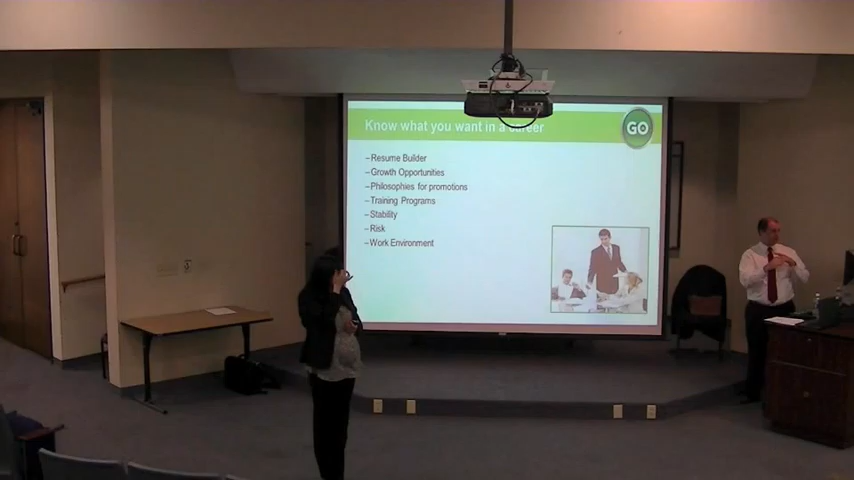 Know what you want in a career
GO
–Resume Builder
–Growth Opportunities
–Philosophies for promotions
–Training Programs
–Stability
–Risk
–Work Environment